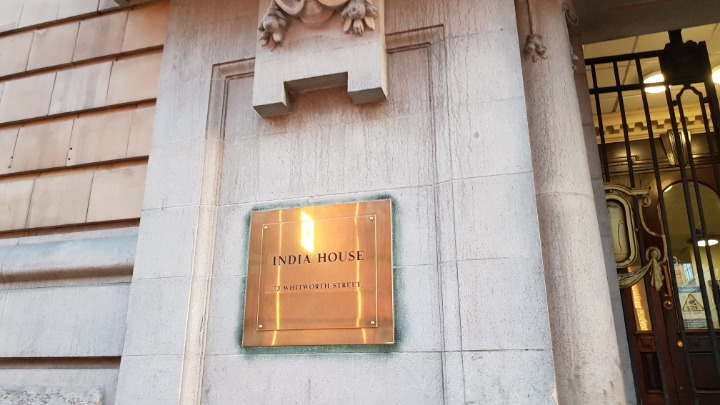 INDIA HOUSE
73 WHITWORTH STREET